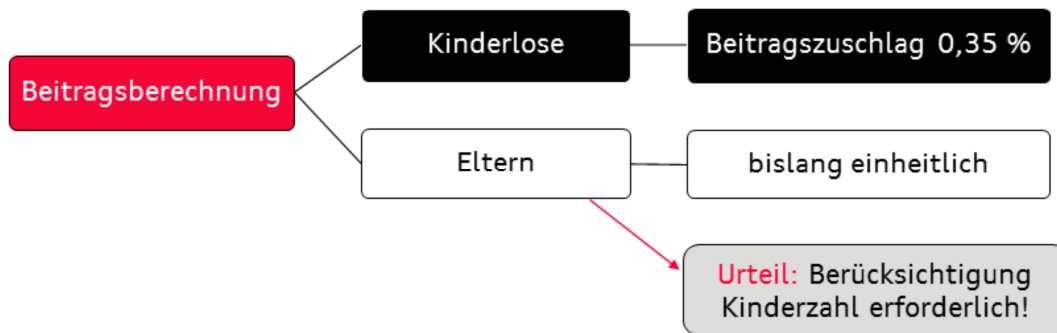 Kinderlose
Beitragszuschlag 0,35 %
Beitragsberechnung
Eltern
bislang einheitlich
Urteil: Berücksichtigung
Kinderzahl erforderlich!